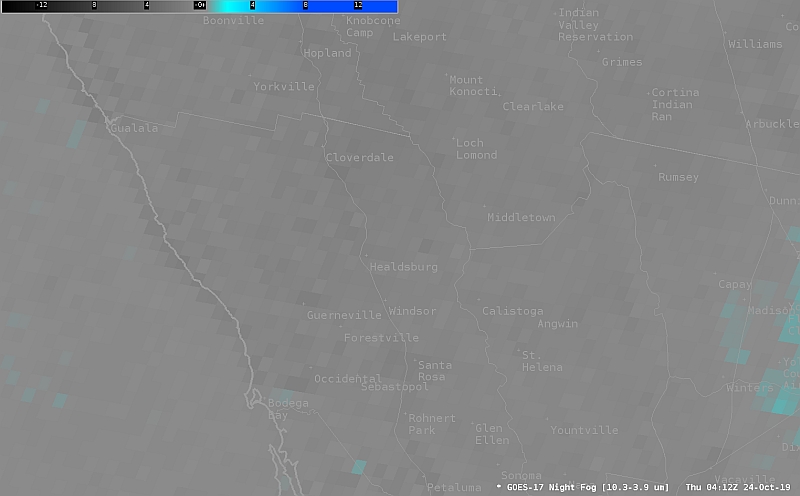 -12 8 4 -0+ 4 8 12
Boonville
Knobcone
Camp
Lakeport
Indian
Valley
Reservation
Hopland
Williams
Grimes
Yorkville
Mount
Konocti
Clearlake
Cortina
Indian
Ran
Arbuckle
Gualala
Cloverdale
Loch
Lomond
Rumsey
Middletown
Dunni
Healdsburg
Capay
Guerneville
Windsor
Calistoga
Angwin
Madison
Forestville
St.
Helena
Santa
Rosa
Occidental
Sebastopol
Winters
Bodega
Bay
Rohnert
Park
Glen
Ellen
Yountville
Sonoma
Petaluma
Vacaville
* GOES-17 Night Fog [10.3-3.9 um] Thu 04:12Z 24-Oct-19